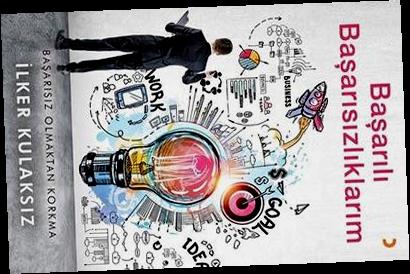 Başarılı
Başarısızlıklarım
WORK
BUSINESS
GOAL
$
$
IDEA
BAŞARISIZ OLMAKTAN KORKMA
İLKER KULAKSIZ